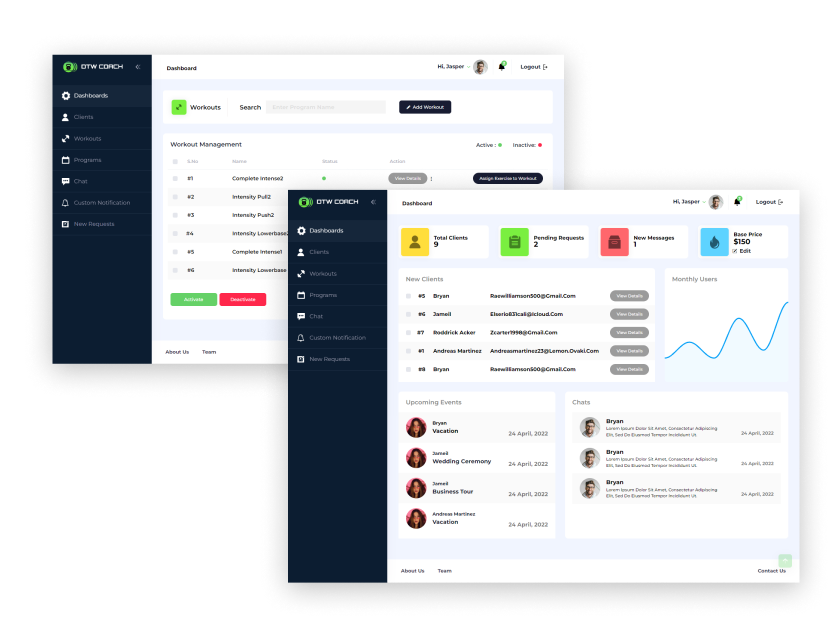 OTW COACH
Dashboards
Clients
Workouts
Programs
Chat
Custom Notification
New Requests
Dashboard
Hi, Jasper
Logout
Workouts Search Enter Program Name Add Workout
Workout Management Active : Inactive:
S.No Name Status Action
#1 Complete Intense2 View Details Assign Exercise to Workout
#2 Intensity Pull2
#3 Intensity Push2
#4 Intensity Lowerbase2
#5 Complete Intense1
#6 Intensity Lowerbase
Activate Deactivate
About Us Team
OTW COACH
Dashboards
Clients
Workouts
Programs
Chat
Custom Notification
New Requests
Dashboard
Hi, Jasper
Logout
Total Clients
9
Pending Requests
2
New Messages
1
Base Price
$150
Edit
New Clients
#5 Bryan Raewilliamson500@Gmail.Com View Details
#6 Jameil Elserio831call@Icloud.Com View Details
#7 Roddrick Acker Zcarter1998@Gmail.Com View Details
#1 Andreas Martinez Andreasmartinez23@Lemon.Ovaki.Com View Details
#8 Bryan Raewilliamson500@Gmail.Com View Details
Monthly Users
Upcoming Events
Bryan
Vacation 24 April, 2022
Jameil
Wedding Ceremony 24 April, 2022
Jameil
Business Tour 24 April, 2022
Andreas Martinez
Vacation 24 April, 2022
Chats
Bryan
Lorem Ipsum Dolor Sit Amet, Consectetur Adipiscing
Elit, Sed Do Eiusmod Tempor Incididunt Ut. 24 April, 2022
Bryan
Lorem Ipsum Dolor Sit Amet, Consectetur Adipiscing
Elit, Sed Do Eiusmod Tempor Incididunt Ut. 24 April, 2022
Bryan
Lorem Ipsum Dolor Sit Amet, Consectetur Adipiscing
Elit, Sed Do Eiusmod Tempor Incididunt Ut. 24 April, 2022
About Us Team Contact Us